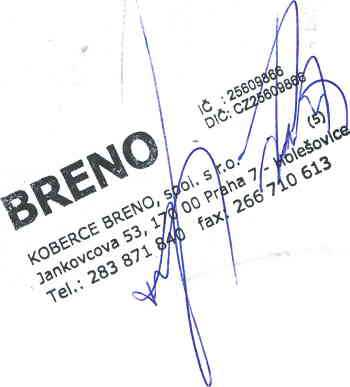 BRENO
IČ : 25609866
DIČ: CZ25609866
(5)
KOBERCE BRENO, spol. s r.o.
Jankovcova 53, 170 00 Praha 7 - Holešovice
Tel.: 283 871 840 fax: 266 710 613